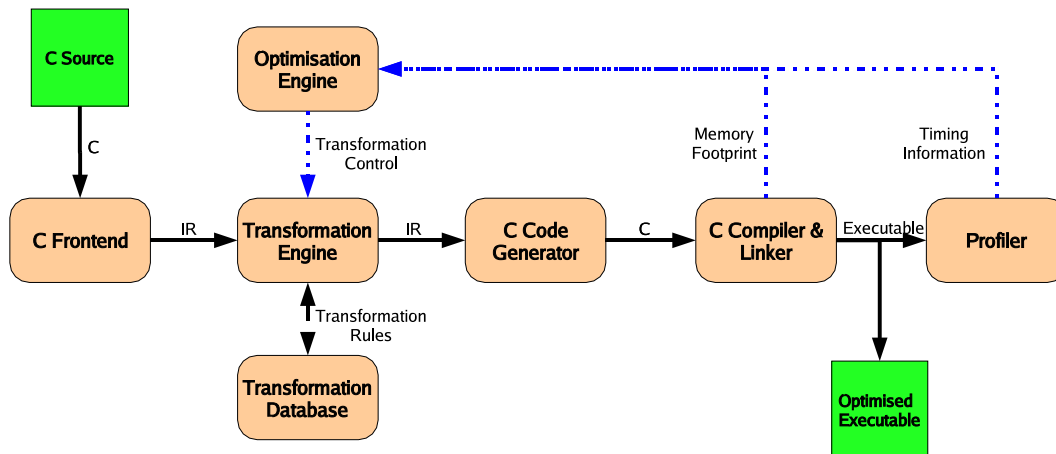 C Source
Optimisation
Engine
C
Transformation
Control
Memory
Footprint
Timing
Information
C Frontend
IR
Transformation
Engine
IR
C Code
Generator
C
C Compiler &
Linker
Executable
Profiler
Transformation
Rules
Transformation
Database
Optimised
Executable